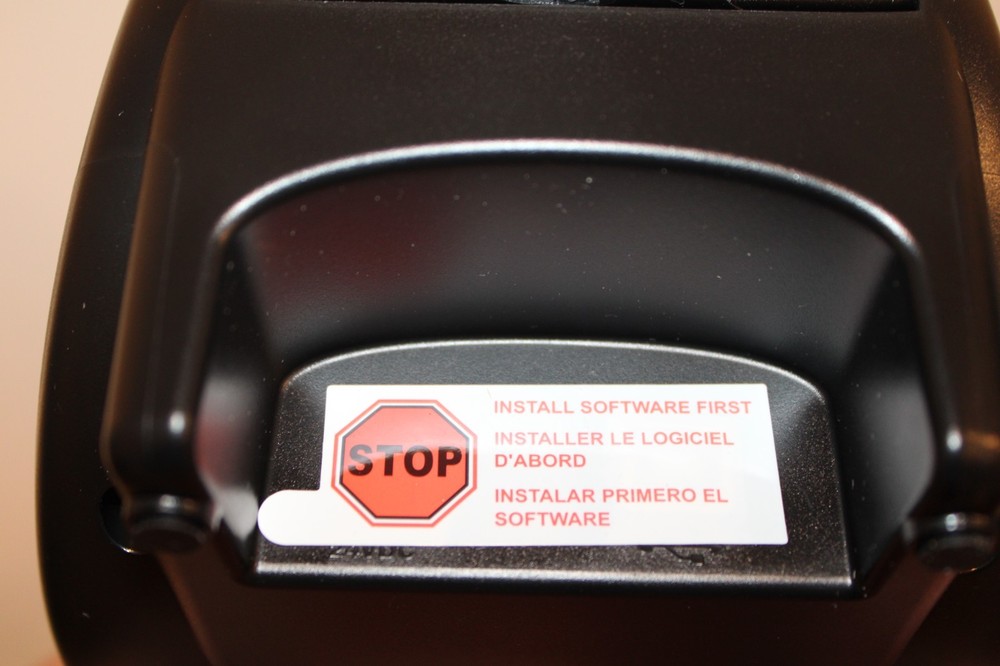 STOP
INSTALL SOFTWARE FIRST
INSTALLER LE LOGICIEL
D'ABORD
INSTALAR PRIMERO EL
SOFTWARE